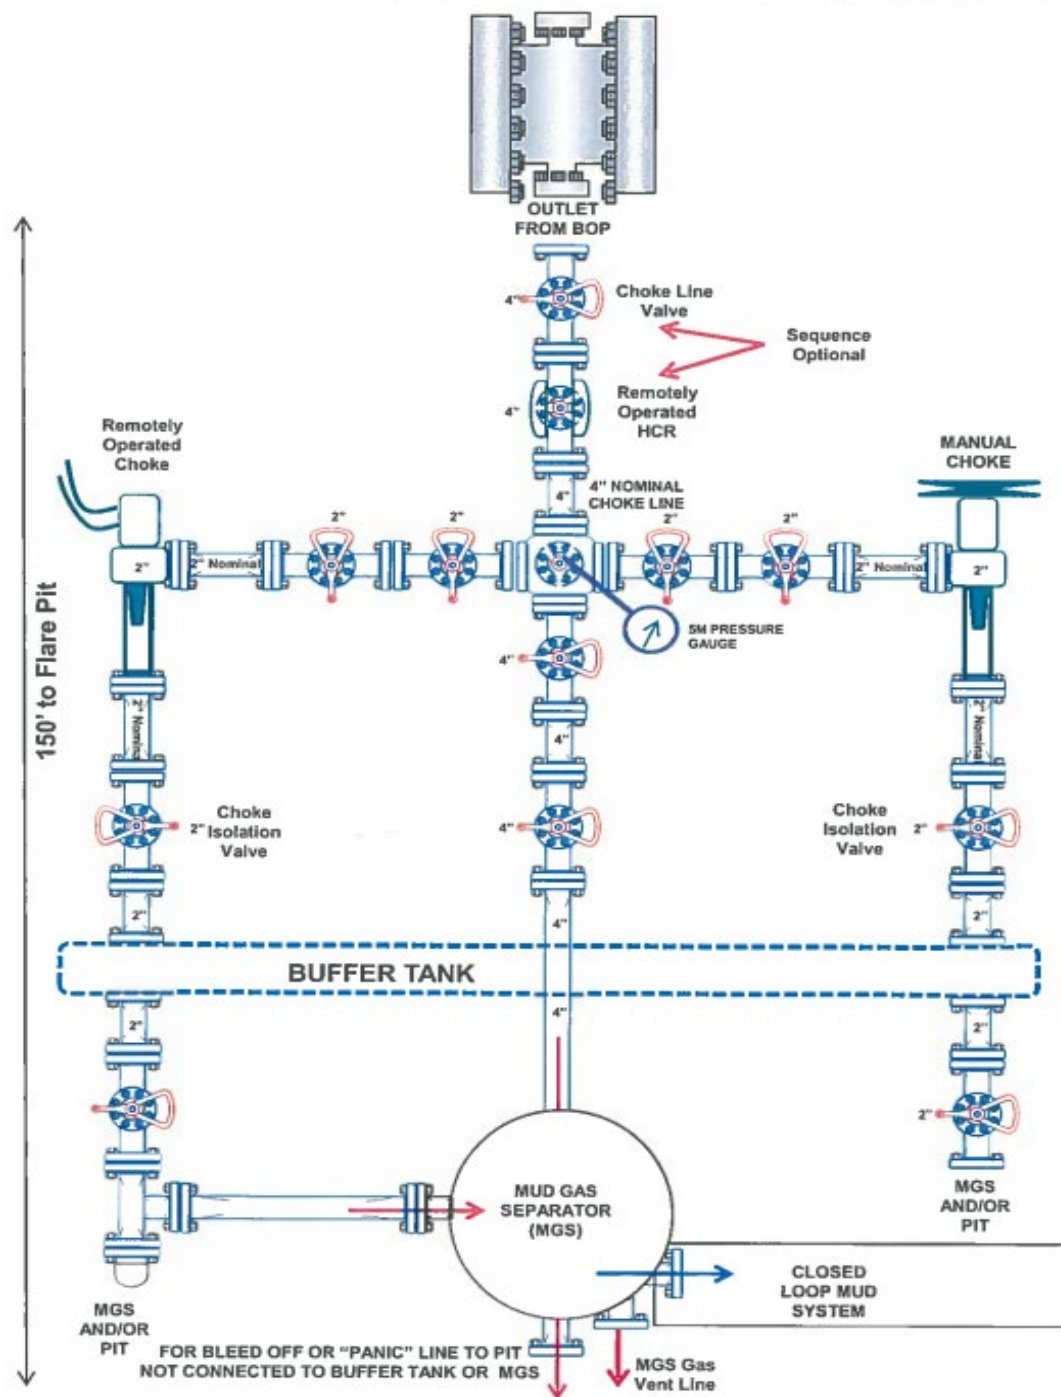 OUTLET
FROM BOP
4"
Choke Line
Valve
Sequence
Optional
4"
Remotely
Operated
HCR
Remotely
Operated
Choke
MANUAL
CHOKE
4"
4" NOMINAL
CHOKE LINE
2"
2"
2"
2"
2"
2" Nominal
2" Nominal
2"
5M PRESSURE
GAUGE
150' to Flare Pit
4"
2" Nominal
4"
2" Nominal
2"
Choke
Isolation
Valve
4"
Choke
Isolation
Valve
2"
2"
4"
2"
BUFFER TANK
2"
4"
2"
2"
MUD GAS
SEPARATOR
(MGS)
MGS
AND/OR
PIT
CLOSED
LOOP MUD
SYSTEM
MGS
AND/OR
PIT
FOR BLEED OFF OR "PANIC" LINE TO PIT
NOT CONNECTED TO BUFFER TANK OR MGS
MGS Gas
Vent Line